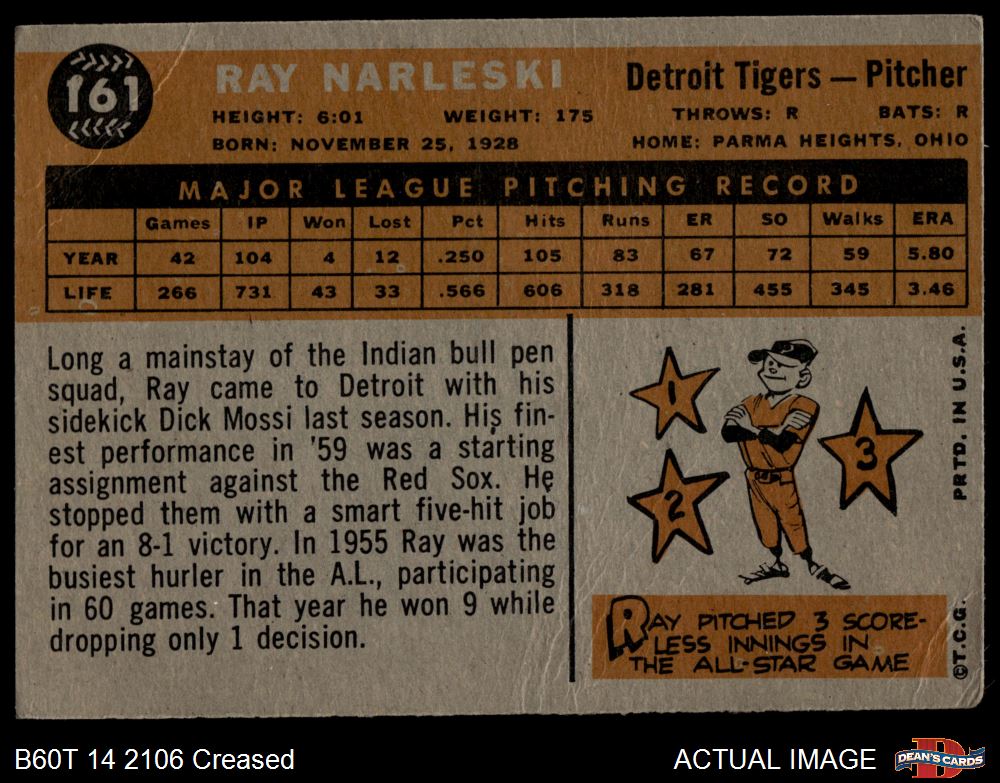 161
RAY NARLESKI
Detroit Tigers — Pitcher
HEIGHT: 6:01 WEIGHT: 175 THROWS: R BATS: R
BORN: NOVEMBER 25, 1928 HOME: PARMA HEIGHTS, OHIO
MAJOR LEAGUE PITCHING RECORD
Games IP Won Lost Pct Hits Runs ER SO Walks ERA
YEAR 42 104 4 12 .250 105 83 67 72 59 5.80
LIFE 266 731 43 33 .566 606 318 281 455 345 3.46
Long a mainstay of the Indian bull pen
squad, Ray came to Detroit with his
sidekick Dick Mossi last season. His fin-
est performance in '59 was a starting
assignment against the Red Sox. He
stopped them with a smart five-hit job
for an 8-1 victory. In 1955 Ray was the
busiest hurler in the A.L., participating
in 60 games. That year he won 9 while
dropping only 1 decision.
1
2
3
RAY PITCHED 3 SCORE-
LESS INNINGS IN
THE ALL-STAR GAME
©T.C.G. PRTD. IN U.S.A.
B60T 14 2106 Creased
ACTUAL IMAGE
D
DEAN'S CARDS